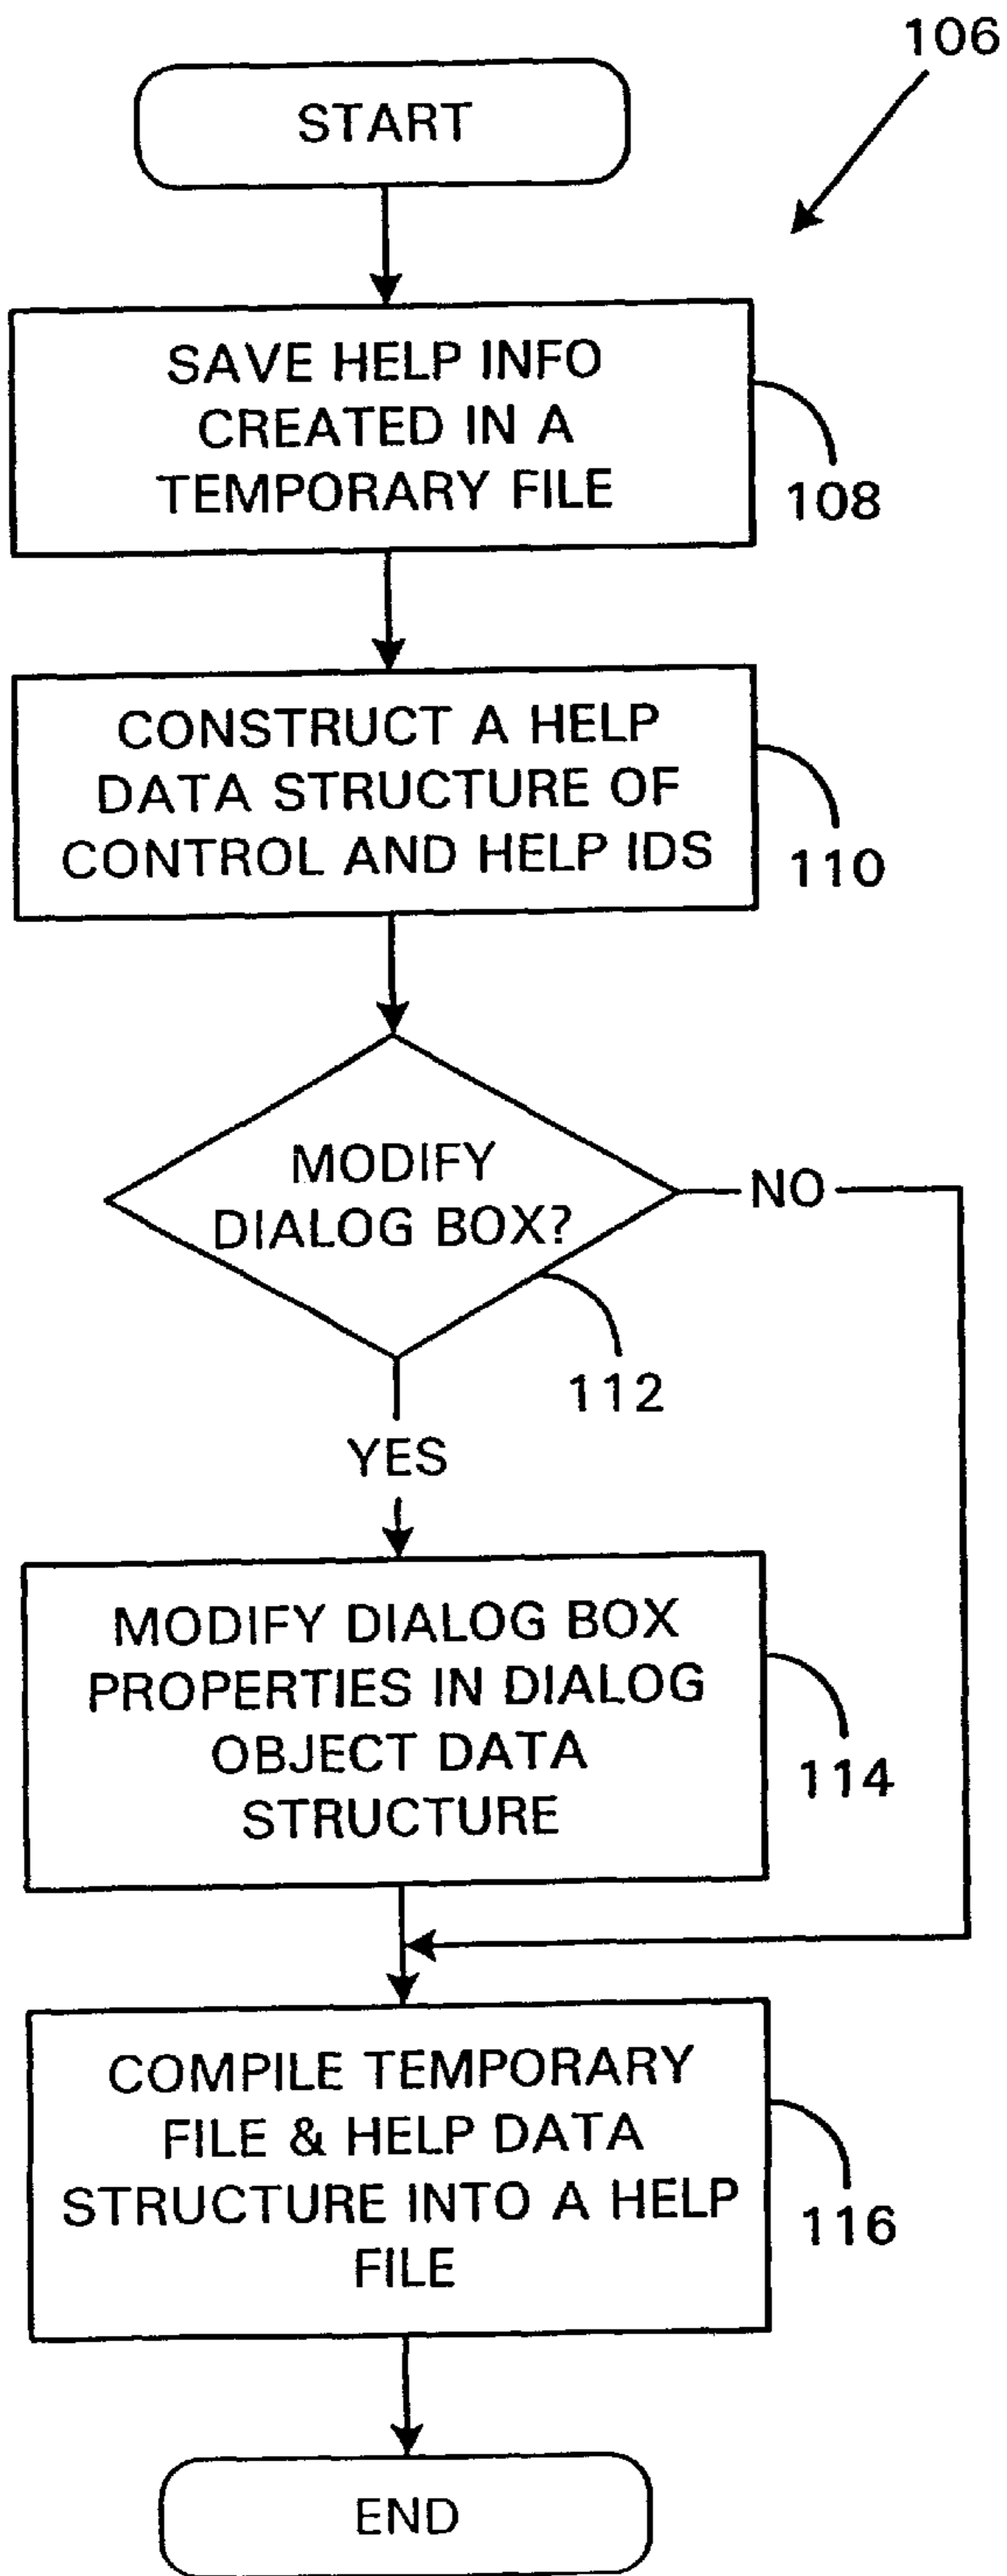 106
START
SAVE HELP INFO
CREATED IN A
TEMPORARY FILE
108
CONSTRUCT A HELP
DATA STRUCTURE OF
CONTROL AND HELP IDS
110
MODIFY
DIALOG BOX?
NO
112
YES
MODIFY DIALOG BOX
PROPERTIES IN DIALOG
OBJECT DATA
STRUCTURE
114
COMPILE TEMPORARY
FILE & HELP DATA
STRUCTURE INTO A HELP
FILE
116
END